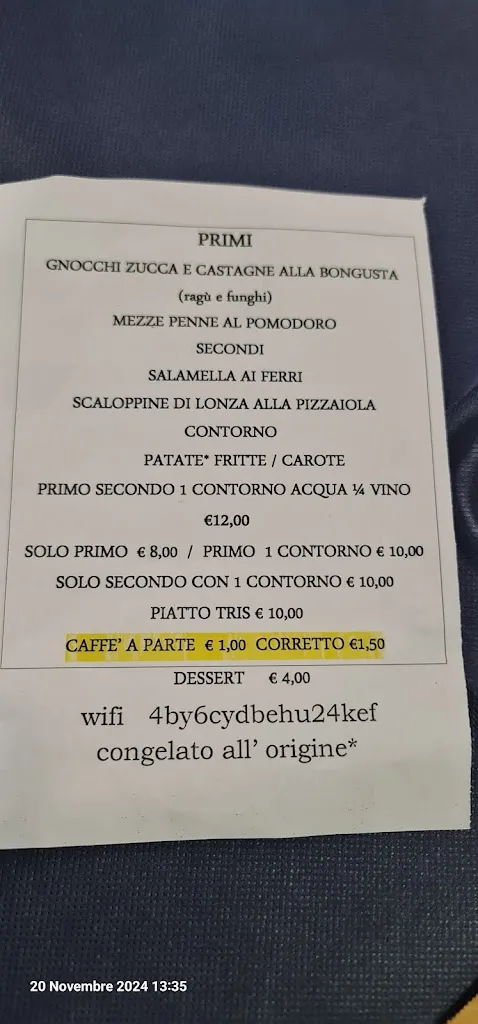 PRIMI
GNOCCHI ZUCCA E CASTAGNE ALLA BONGUSTA
(ragù e funghi)
MEZZE PENNE AL POMODORO
SECONDI
SALAMELLA AI FERRI
SCALOPPINE DI LONZA ALLA PIZZAIOLA
CONTORNO
PATATE* FRITTE / CAROTE
PRIMO SECONDO 1 CONTORNO ACQUA ¼ VINO
€12,00
SOLO PRIMO € 8,00 / PRIMO 1 CONTORNO € 10,00
SOLO SECONDO CON 1 CONTORNO € 10,00
PIATTO TRIS € 10,00
CAFFE' A PARTE € 1,00 CORRETTO €1,50
DESSERT € 4,00
wifi 4by6cydbehu24kef
congelato all' origine*
20 Novembre 2024 13:35